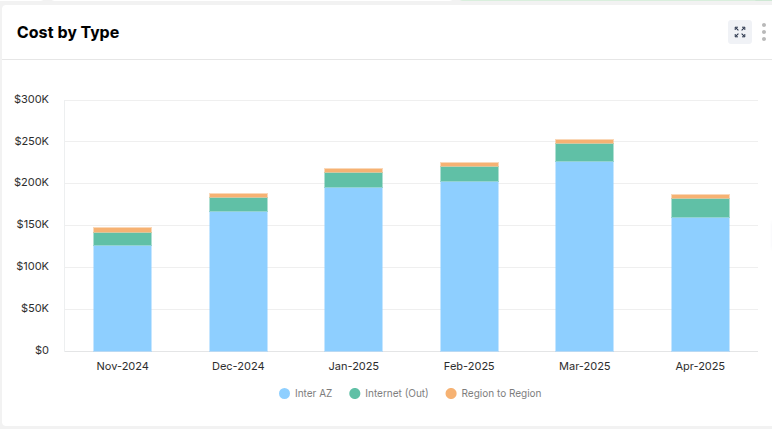 Cost by Type
$300K
$250K
$200K
$150K
$100K
$50K
$0
Nov-2024 Dec-2024 Jan-2025 Feb-2025 Mar-2025 Apr-2025
Inter AZ Internet (Out) Region to Region